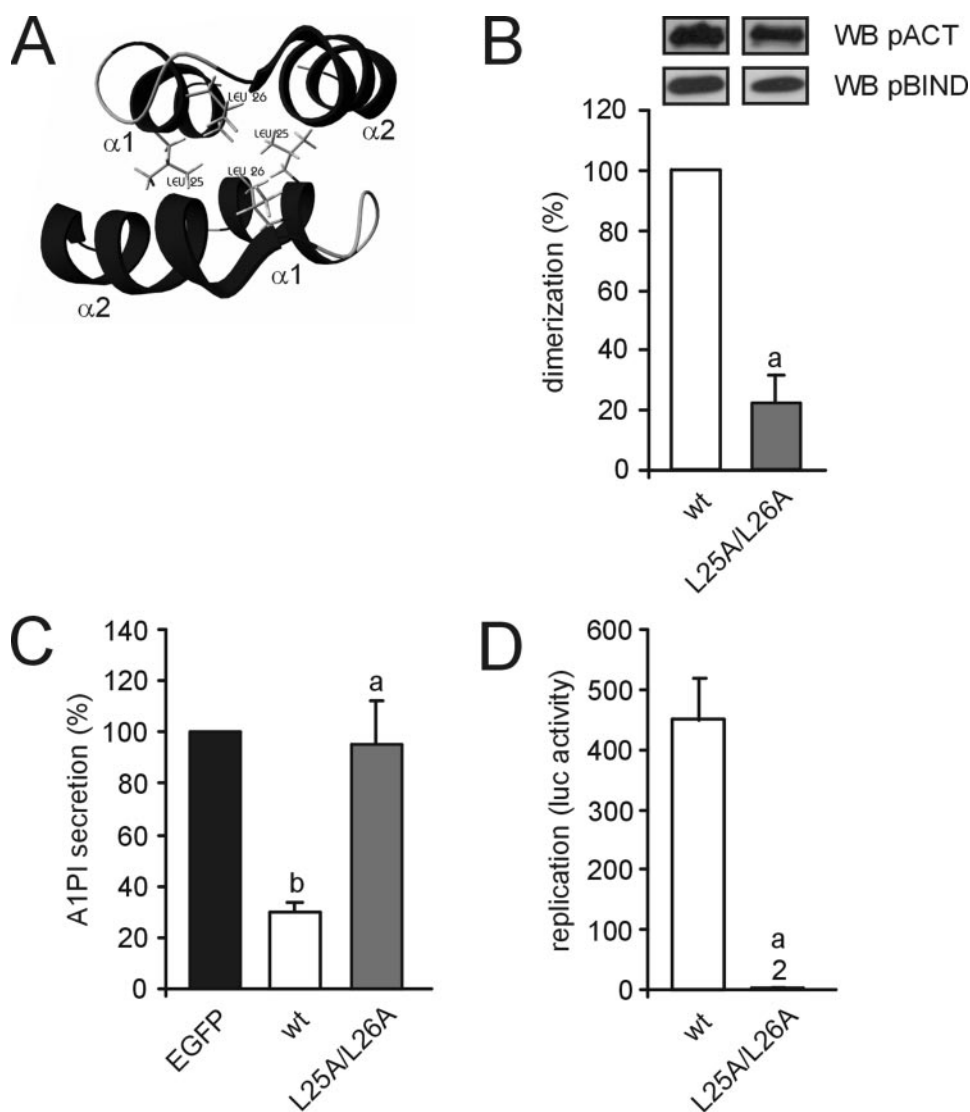 A
LEU 26
α1
α2
LEU 25
LEU 25
LEU 26
α1
α2
B
WB pACT
WB pBIND
120
100
80
60
40
20
0
dimerization (%)
a
wt
L25A/L26A
C
140
120
100
80
60
40
20
0
A1PI secretion (%)
b
a
EGFP
wt
L25A/L26A
D
600
500
400
300
200
100
0
replication (luc activity)
a
2
wt
L25A/L26A